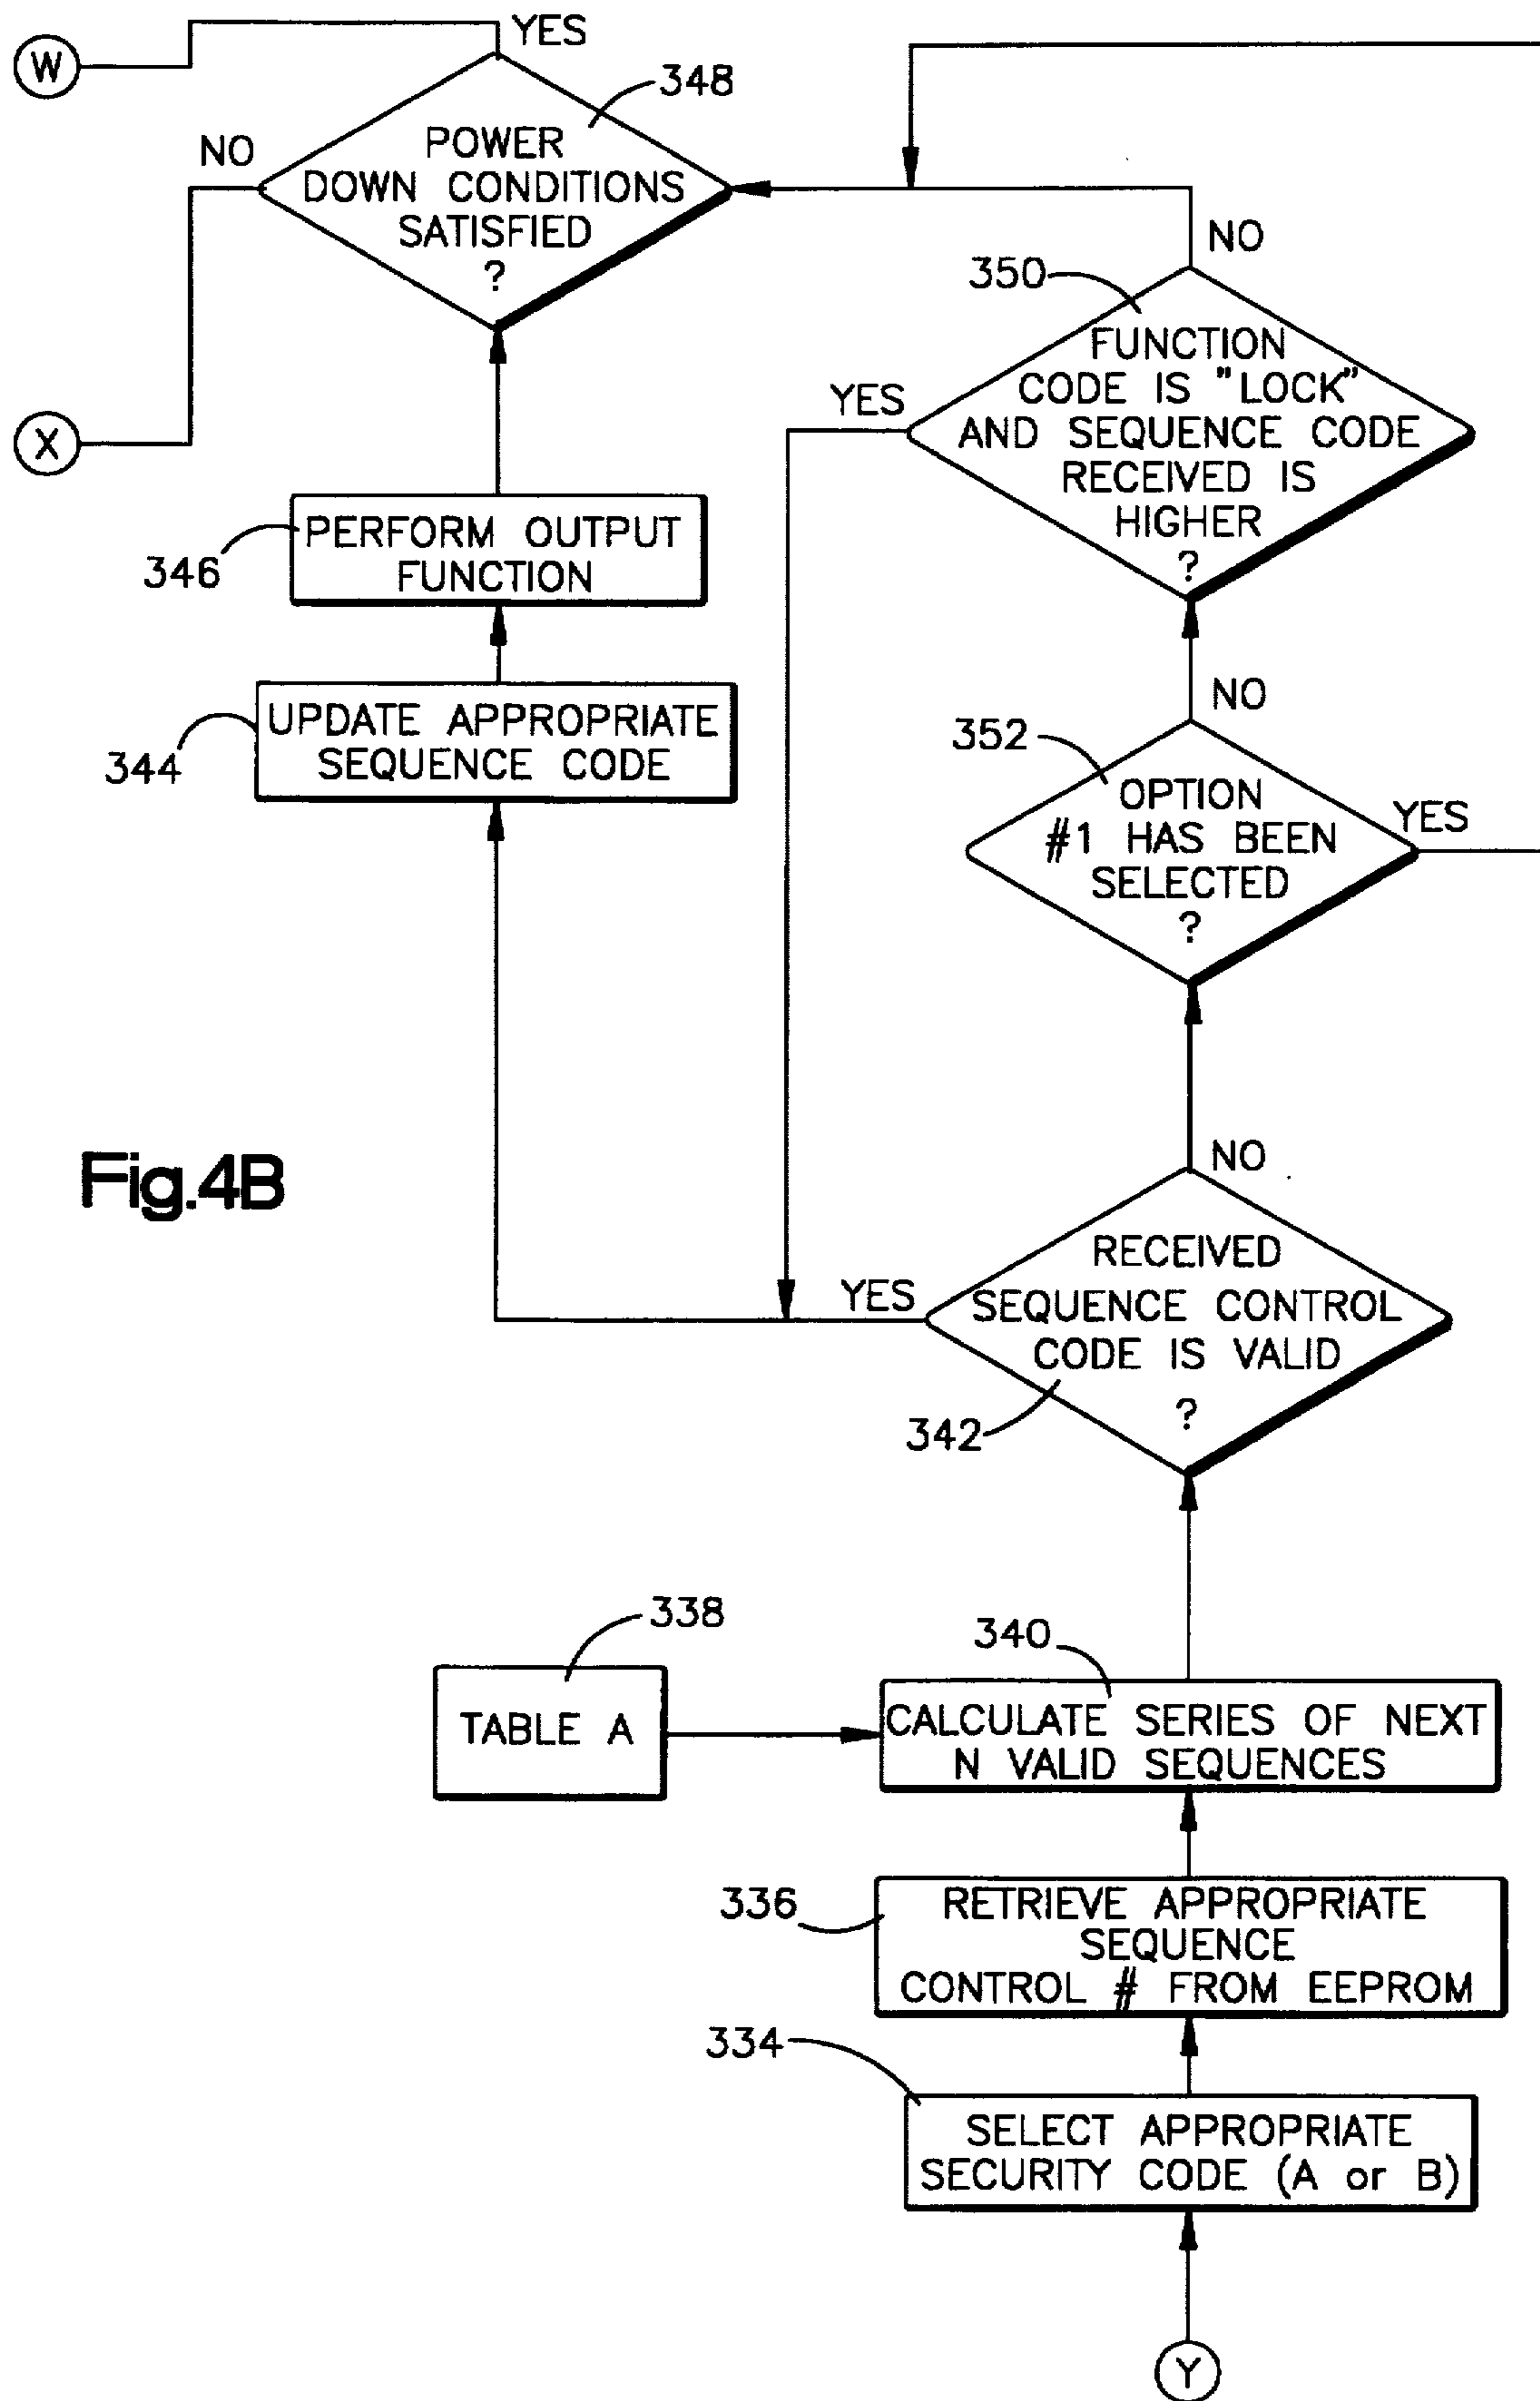 W
YES
348
POWER
DOWN CONDITIONS
SATISFIED
?
NO
X
NO
350
FUNCTION
CODE IS "LOCK"
AND SEQUENCE CODE
RECEIVED IS
HIGHER
?
YES
PERFORM OUTPUT
FUNCTION
346
NO
UPDATE APPROPRIATE
SEQUENCE CODE
344
352
OPTION
#1 HAS BEEN
SELECTED
?
YES
Fig.4B
NO
RECEIVED
SEQUENCE CONTROL
CODE IS VALID
?
YES
342
338
TABLE A
340
CALCULATE SERIES OF NEXT
N VALID SEQUENCES
336
RETRIEVE APPROPRIATE
SEQUENCE
CONTROL # FROM EEPROM
334
SELECT APPROPRIATE
SECURITY CODE (A or B)
Y